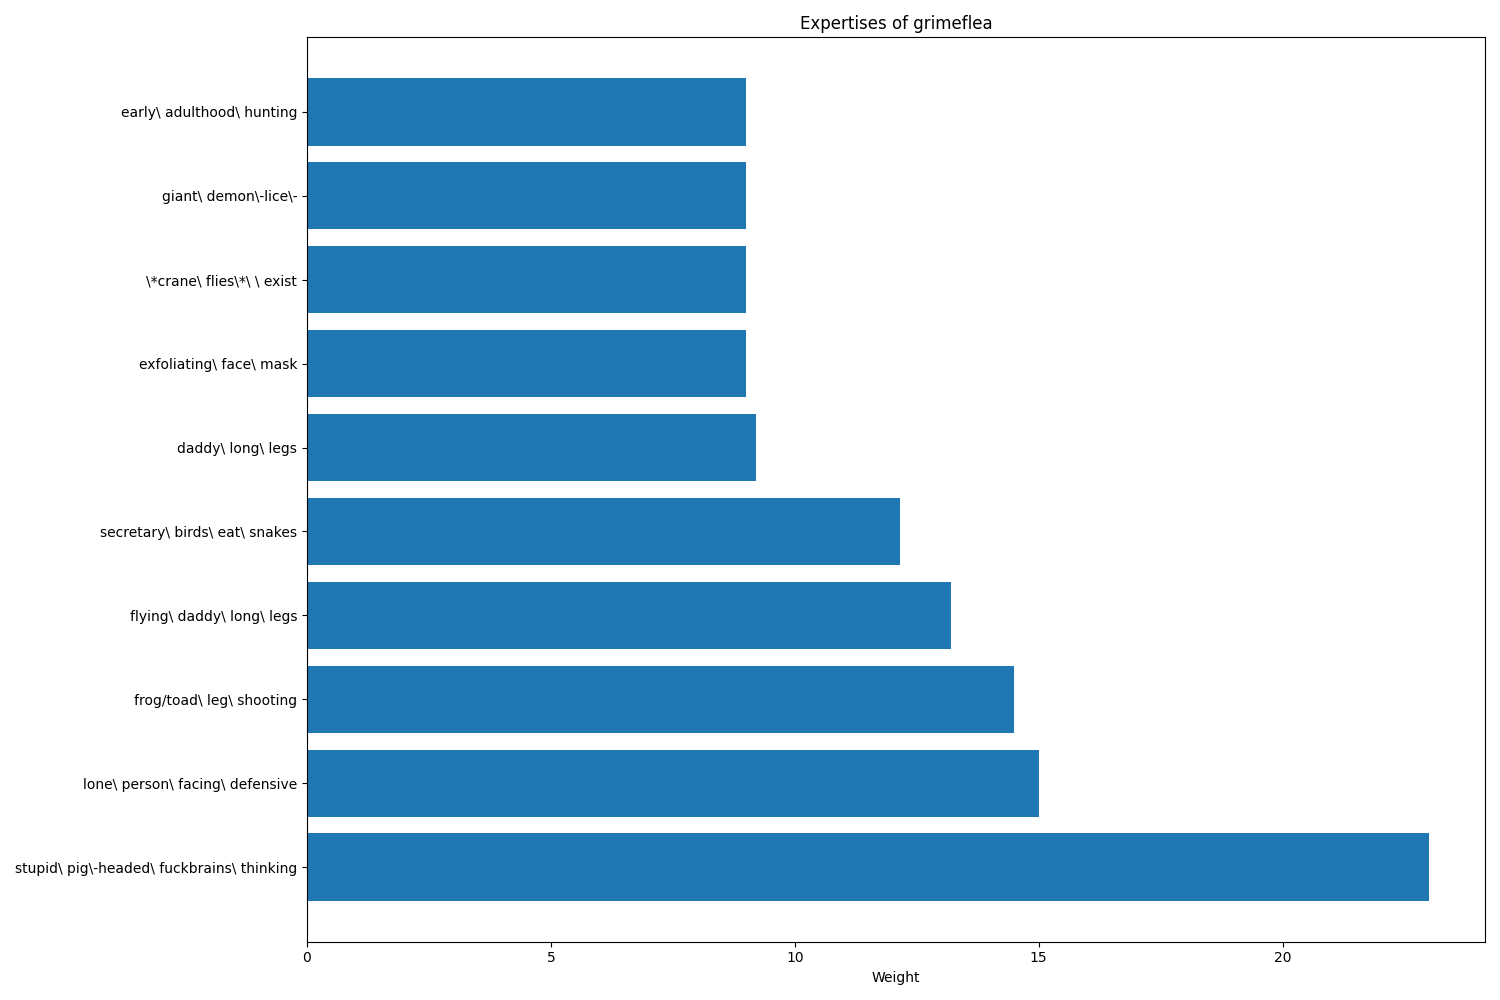 Expertises of grimeflea
early\ adulthood\ hunting
giant\ demon\-lice\-
\*crane\ flies\*\ \ exist
exfoliating\ face\ mask
daddy\ long\ legs
secretary\ birds\ eat\ snakes
flying\ daddy\ long\ legs
frog/toad\ leg\ shooting
lone\ person\ facing\ defensive
stupid\ pig\-headed\ fuckbrains\ thinking
0 5 10 15 20
Weight